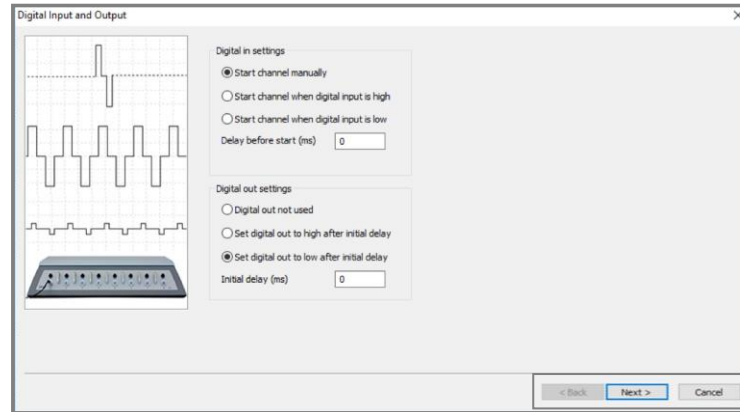 Digital Input and Output
Digital in settings
Start channel manually
Start channel when digital input is high
Start channel when digital input is low
Delay before start (ms) 0
Digital out settings
Digital out not used
Set digital out to high after initial delay
Set digital out to low after initial delay
Initial delay (ms) 0
< Back Next > Cancel